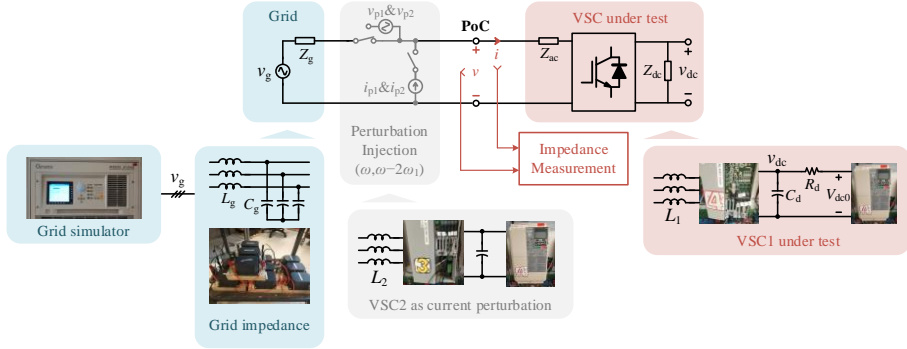 Grid
v_p1&v_p2
PoC
VSC under test
Z_g
+
i
Z_ac
+
v_g
v
Z_dc
v_dc
i_p1&i_p2
−
−
Perturbation
Injection
(ω,ω−2ω₁)
Impedance
Measurement
v_g
L_g
C_g
Grid simulator
L_2
v_dc
R_d
+
C_d
V_dc0
−
L_1
VSC1 under test
Grid impedance
VSC2 as current perturbation